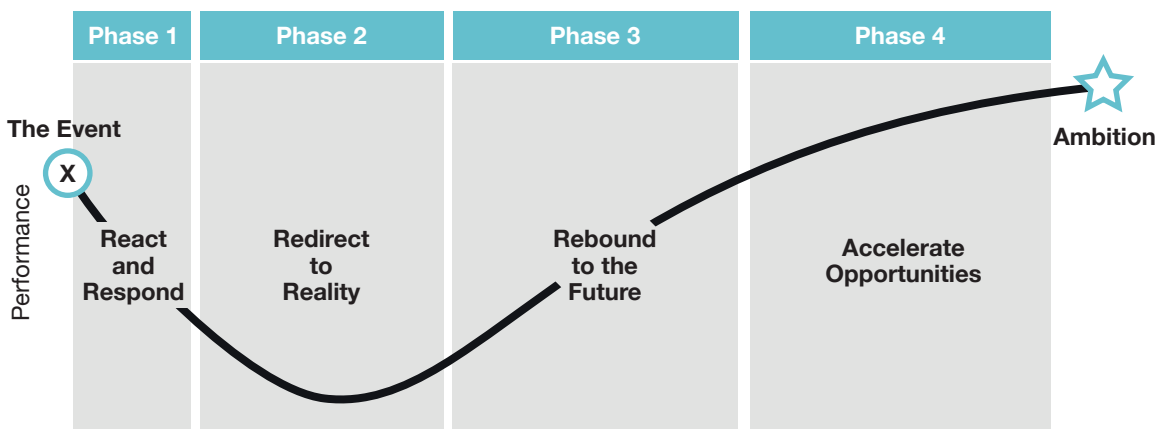 Phase 1
Phase 2
Phase 3
Phase 4
The Event
X
Performance
React
and
Respond
Redirect
to
Reality
Rebound
to the
Future
Accelerate
Opportunities
Ambition